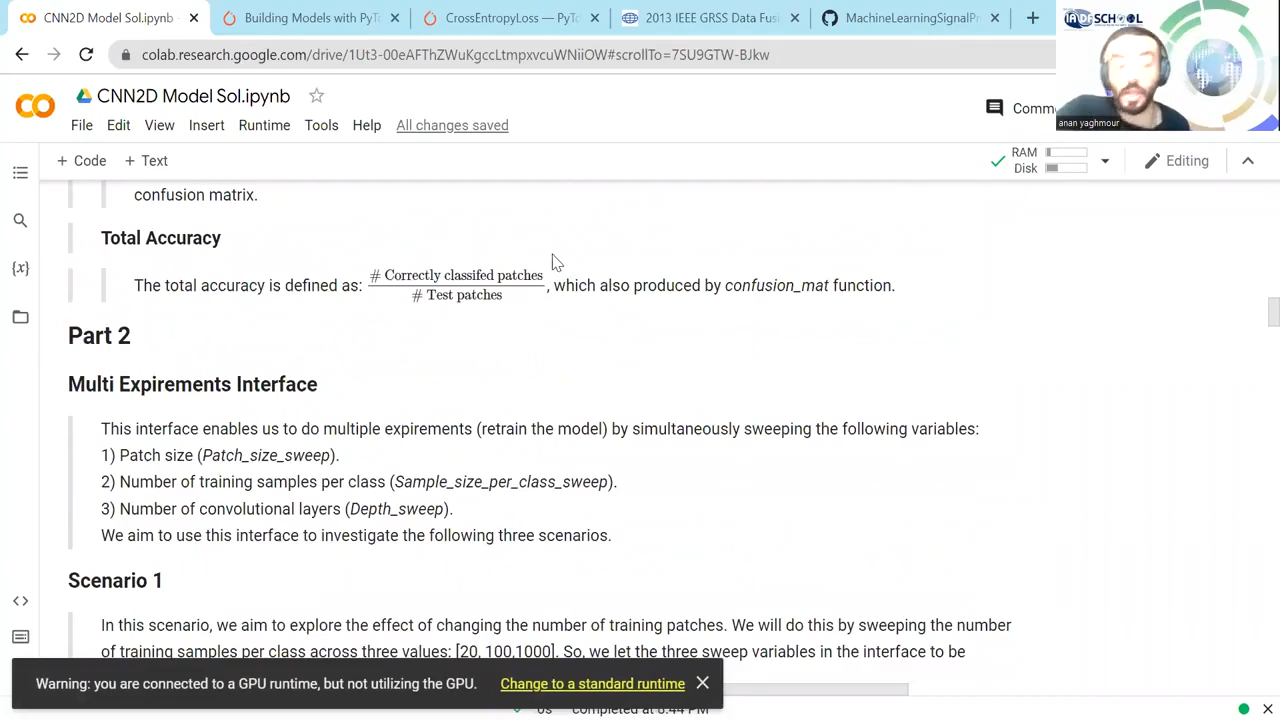 CNN2D Model Sol.ipynb
Building Models with PyTo
CrossEntropyLoss — PyTo
2013 IEEE GRSS Data Fusi
MachineLearningSignalPr
colab.research.google.com/drive/1Ut3-00eAFThZWuKgccLtmpxvcuWNiiOW#scrollTo=7SU9GTW-BJkw
IADFSCHOOL
anan yaghmour
CO
CNN2D Model Sol.ipynb
Comme
File Edit View Insert Runtime Tools Help All changes saved
+ Code + Text
RAM
Disk
Editing
confusion matrix.
Total Accuracy
The total accuracy is defined as: # Correctly classifed patches / # Test patches, which also produced by confusion_mat function.
Part 2
Multi Expirements Interface
This interface enables us to do multiple expirements (retrain the model) by simultaneously sweeping the following variables:
1) Patch size (Patch_size_sweep).
2) Number of training samples per class (Sample_size_per_class_sweep).
3) Number of convolutional layers (Depth_sweep).
We aim to use this interface to investigate the following three scenarios.
Scenario 1
In this scenario, we aim to explore the effect of changing the number of training patches. We will do this by sweeping the number
of training samples per class across three values: [20, 100,1000]. So, we let the three sweep variables in the interface to be
Warning: you are connected to a GPU runtime, but not utilizing the GPU. Change to a standard runtime
0s completed at 8:44 PM